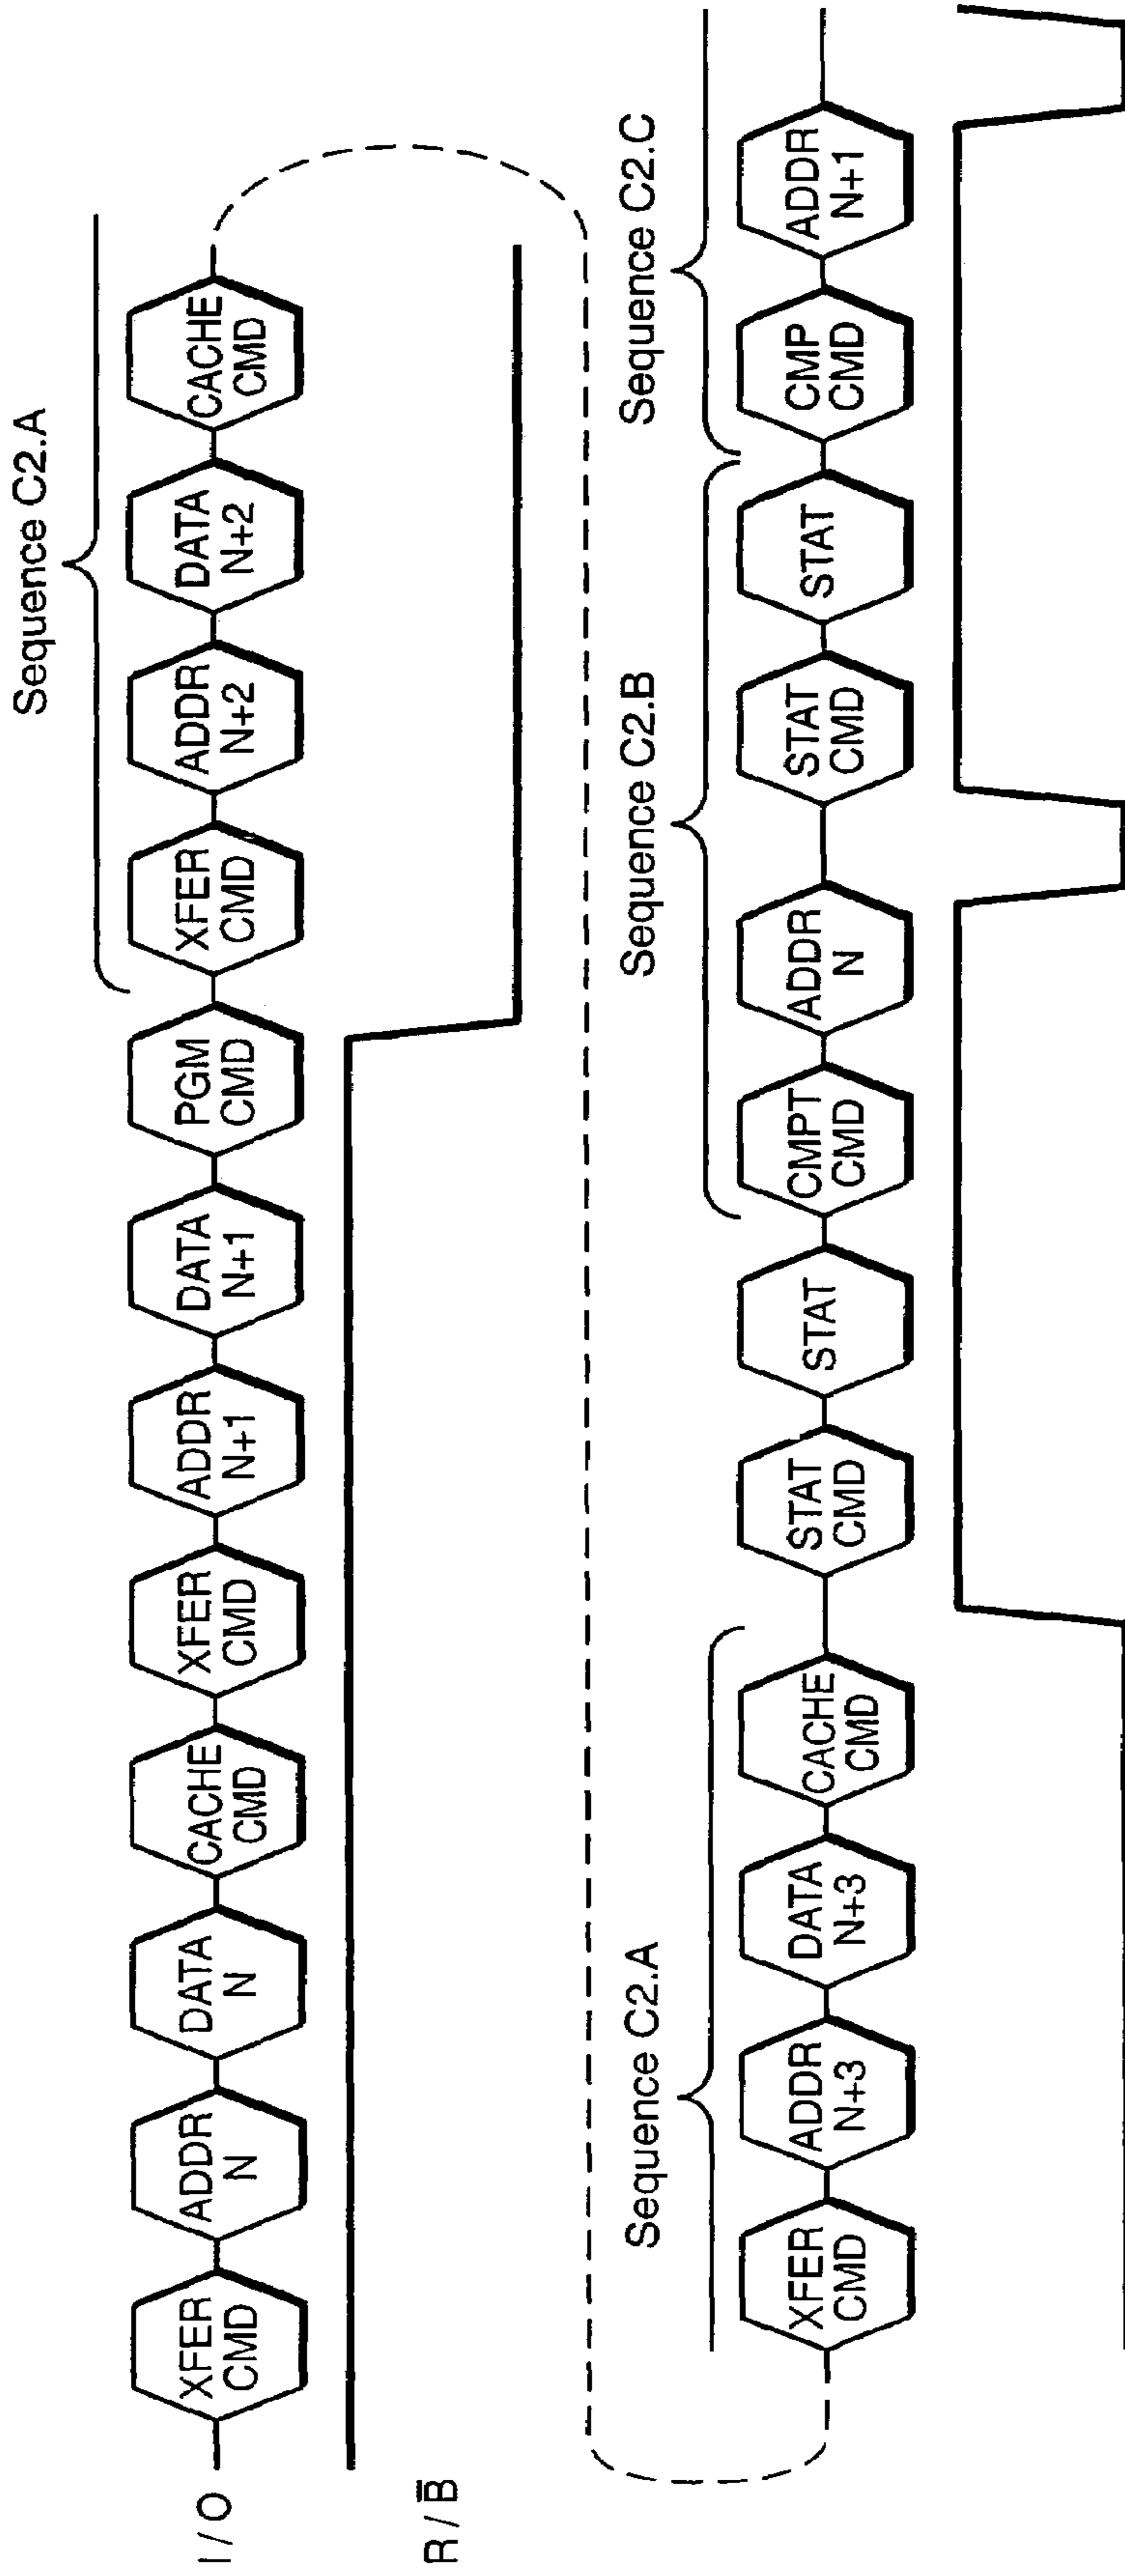 Sequence C2.A
I/O
XFER
CMD
ADDR
N
DATA
N
CACHE
CMD
XFER
CMD
ADDR
N+1
DATA
N+1
PGM
CMD
XFER
CMD
ADDR
N+2
DATA
N+2
CACHE
CMD
R/B̅
Sequence C2.A
Sequence C2.B
Sequence C2.C
XFER
CMD
ADDR
N+3
DATA
N+3
CACHE
CMD
STAT
CMD
STAT
CMPT
CMD
ADDR
N
STAT
CMD
STAT
CMP
CMD
ADDR
N+1